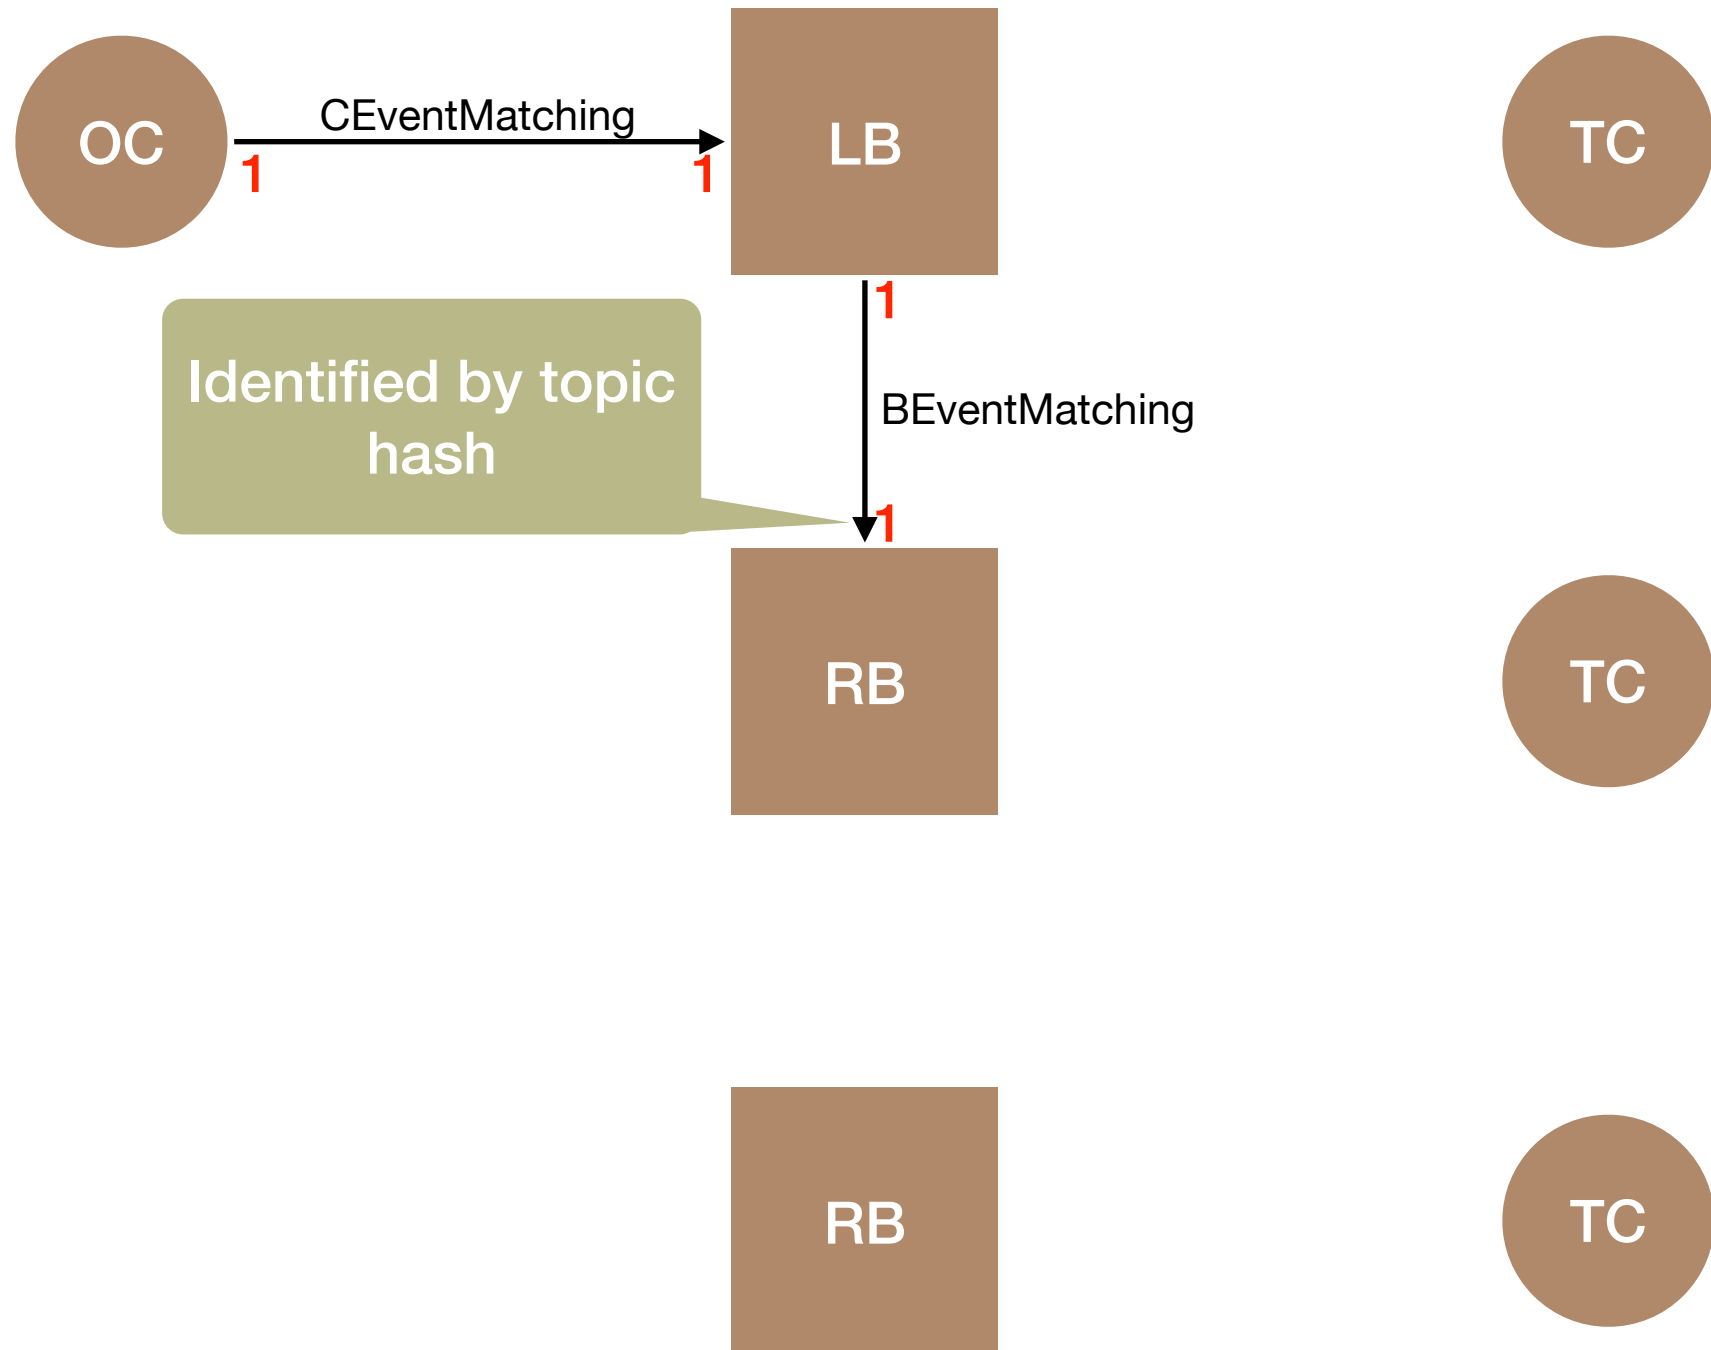 OC
CEventMatching
1
1
LB
TC
1
Identified by topic
hash
BEventMatching
1
RB
TC
RB
TC